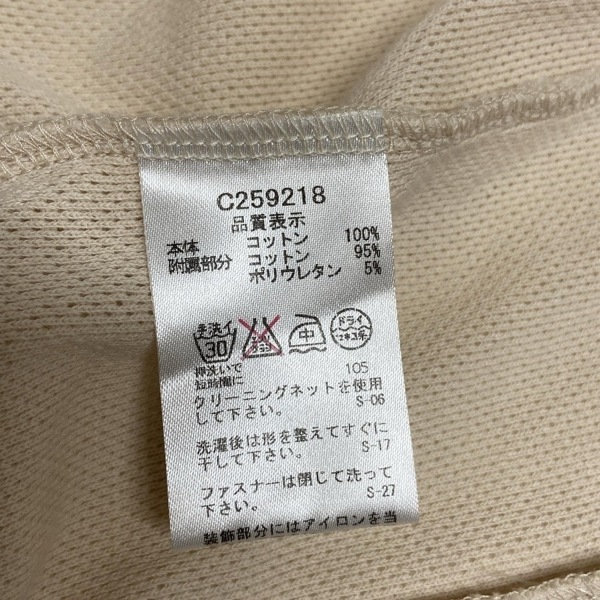 C259218
品質表示
本体 コットン 100%
附属部分 コットン 95%
ポリウレタン 5%
手洗イ 30 中 ドライ
押洗いで
短時間に 105
クリーニングネットを使用
して下さい。 S-06
洗濯後は形を整えてすぐに
干して下さい。 S-17
ファスナーは閉じて洗って
下さい。 S-27
装飾部分にはアイロンを当